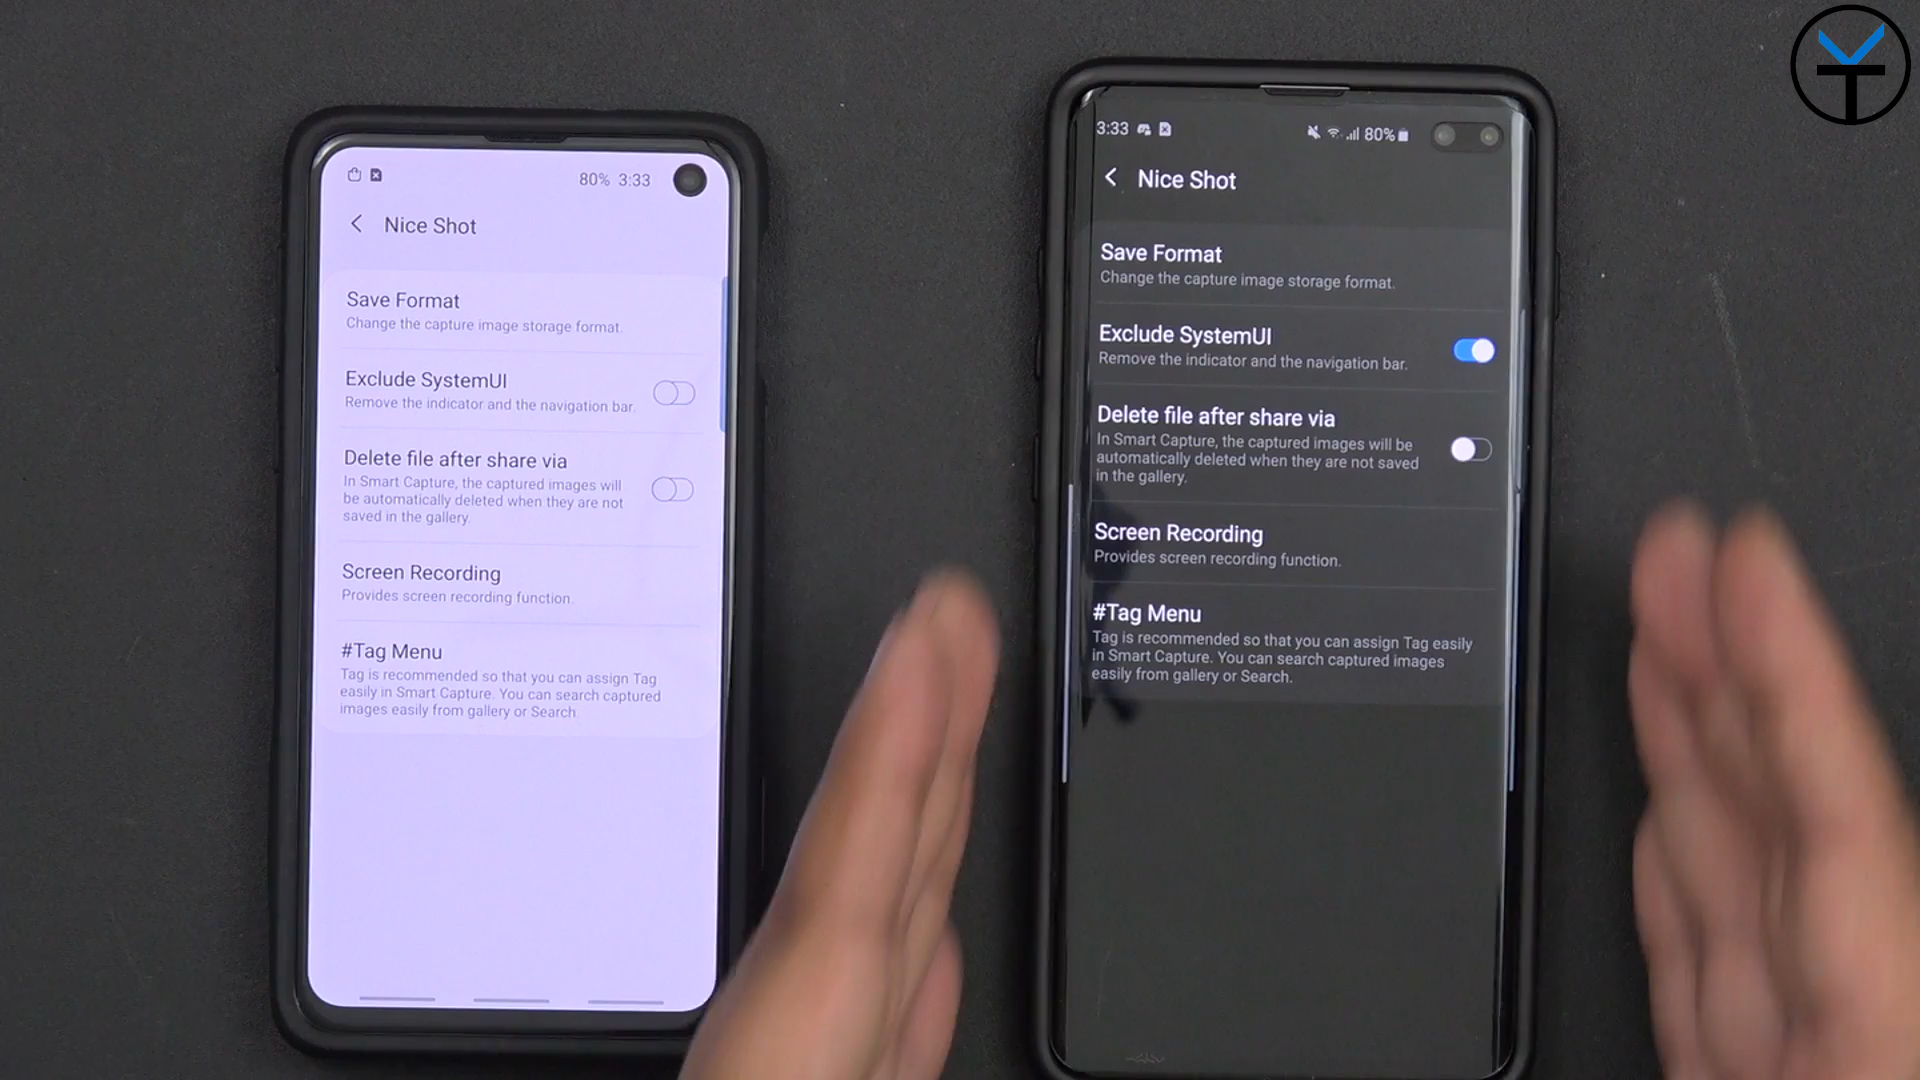 80% 3:33
Nice Shot
Save Format
Change the capture image storage format.
Exclude SystemUI
Remove the indicator and the navigation bar.
Delete file after share via
In Smart Capture, the captured images will
be automatically deleted when they are not
saved in the gallery.
Screen Recording
Provides screen recording function.
#Tag Menu
Tag is recommended so that you can assign Tag
easily in Smart Capture. You can search captured
images easily from gallery or Search.
3:33 80%
Nice Shot
Save Format
Change the capture image storage format.
Exclude SystemUI
Remove the indicator and the navigation bar.
Delete file after share via
In Smart Capture, the captured images will be
automatically deleted when they are not saved
in the gallery.
Screen Recording
Provides screen recording function.
#Tag Menu
Tag is recommended so that you can assign Tag easily
in Smart Capture. You can search captured images
easily from gallery or Search.